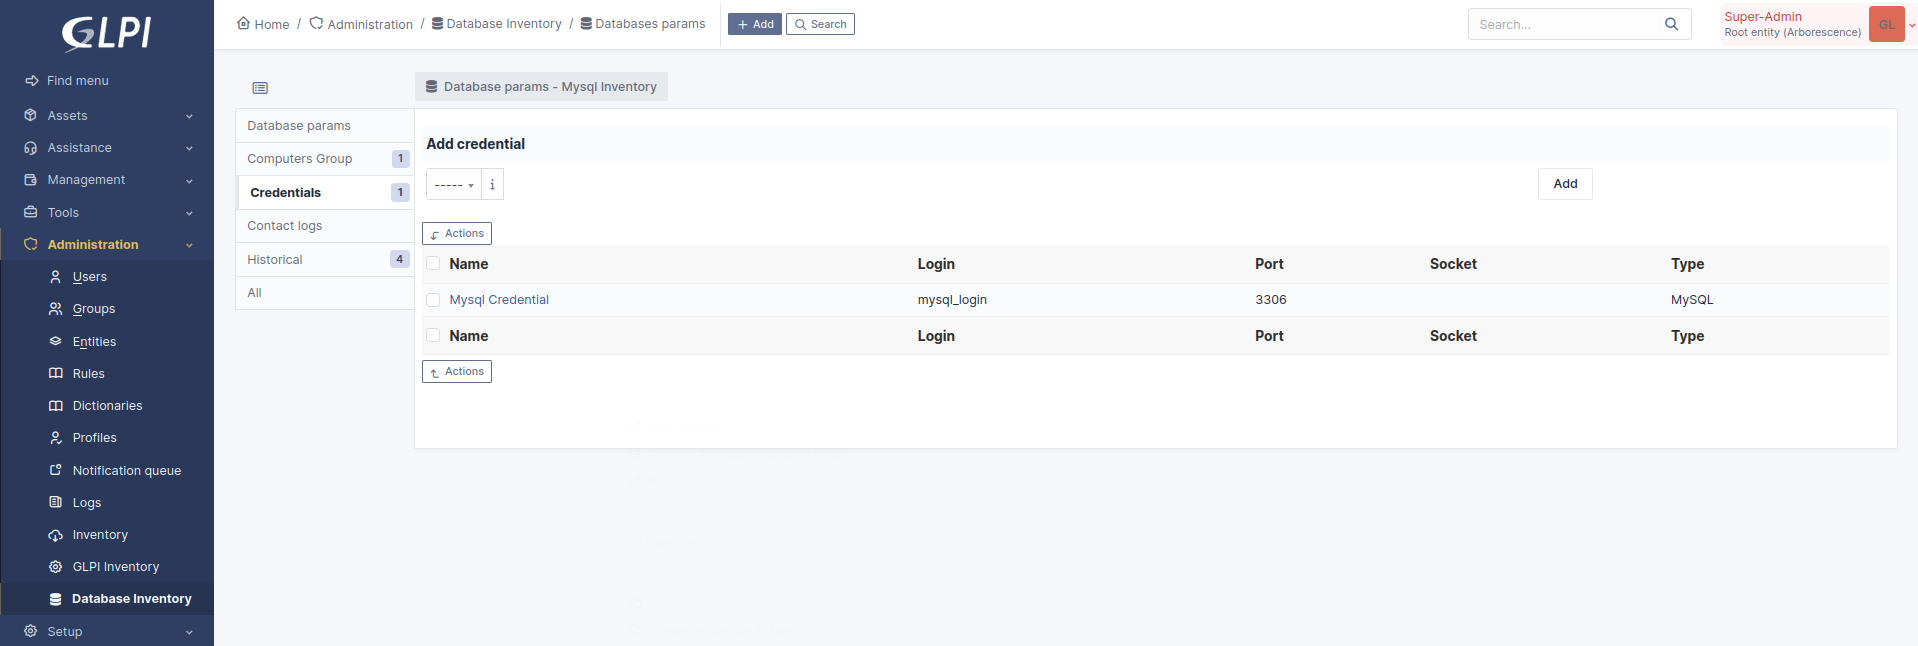 GLPI
Find menu
Assets
Assistance
Management
Tools
Administration
Users
Groups
Entities
Rules
Dictionaries
Profiles
Notification queue
Logs
Inventory
GLPI Inventory
Database Inventory
Setup
Home / Administration / Database Inventory / Databases params
Add
Search
Search...
Super-Admin
Root entity (Arborescence)
GL
Database params - Mysql Inventory
Database params
Computers Group 1
Credentials 1
Contact logs
Historical 4
All
Add credential
----- i
Add
Actions
Name Login Port Socket Type
Mysql Credential mysql_login 3306 MySQL
Name Login Port Socket Type
Actions